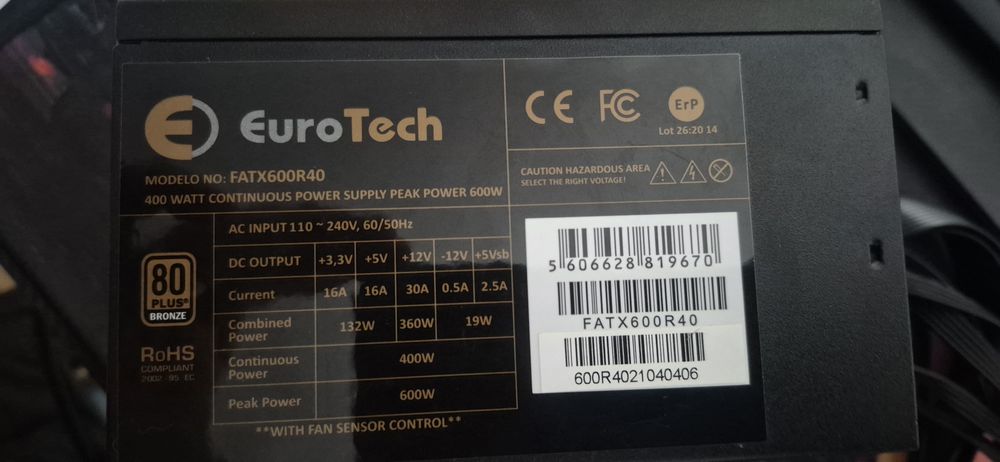 EuroTech
MODELO NO: FATX600R40
400 WATT CONTINUOUS POWER SUPPLY PEAK POWER 600W
CE FC ErP
Lot 26:20 14
CAUTION HAZARDOUS AREA
SELECT THE RIGHT VOLTAGE!
AC INPUT 110 ~ 240V, 60/50Hz
DC OUTPUT +3,3V +5V +12V -12V +5Vsb
Current 16A 16A 30A 0.5A 2.5A
Combined Power 132W 360W 19W
Continuous Power 400W
Peak Power 600W
**WITH FAN SENSOR CONTROL**
80
PLUS®
BRONZE
RoHS
COMPLIANT
2002 95 EC
5 606628 819670
FATX600R40
600R4021040406